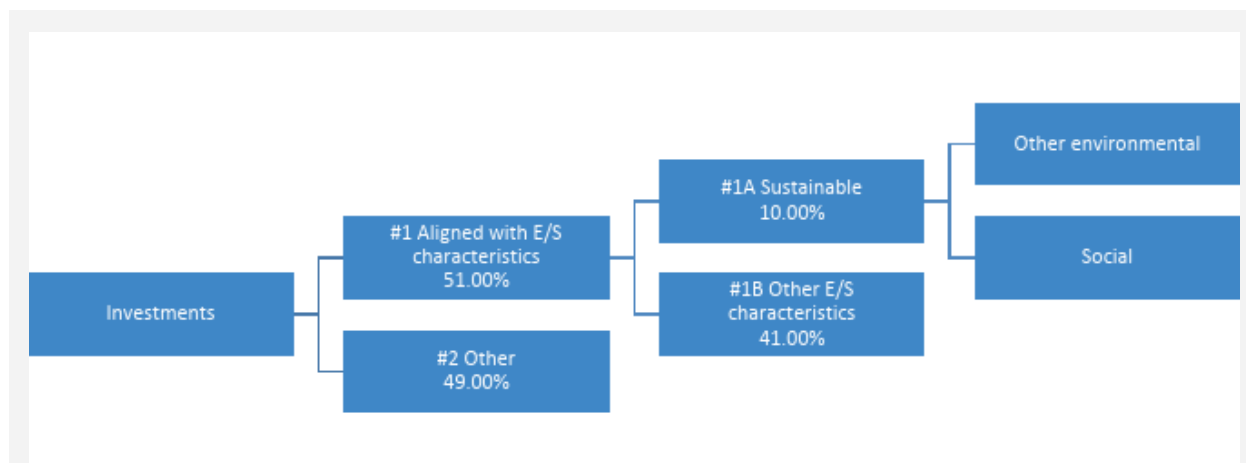 Investments
#1 Aligned with E/S
characteristics
51.00%
#2 Other
49.00%
#1A Sustainable
10.00%
#1B Other E/S
characteristics
41.00%
Other environmental
Social